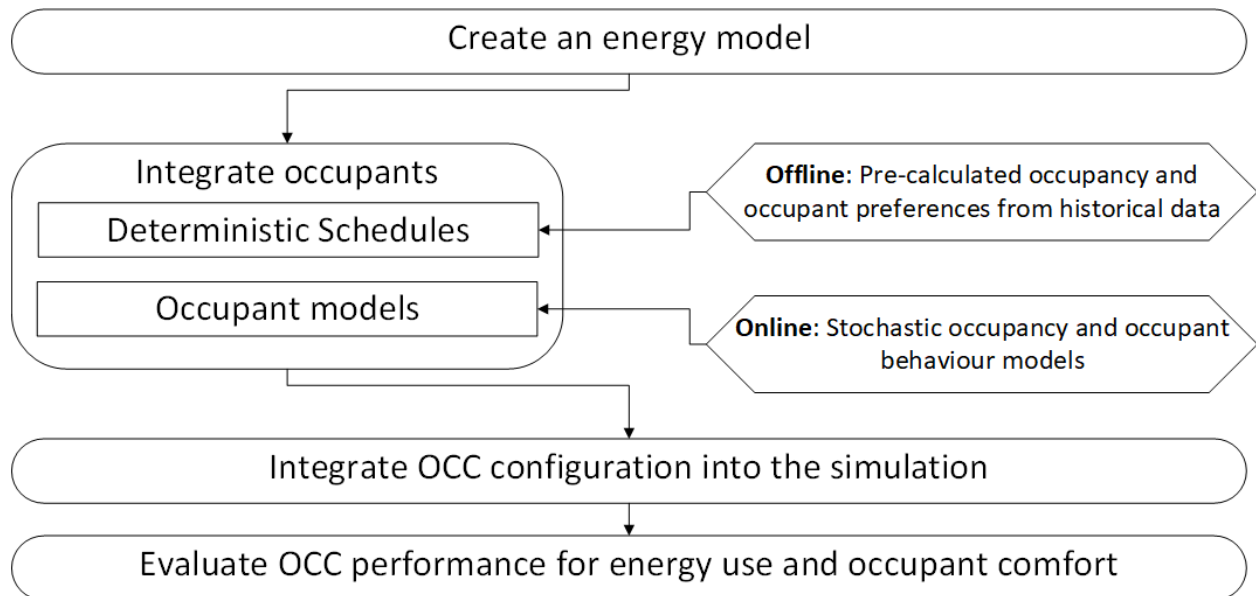 Create an energy model
Integrate occupants
Deterministic Schedules
Occupant models
Offline: Pre-calculated occupancy and
occupant preferences from historical data
Online: Stochastic occupancy and occupant
behaviour models
Integrate OCC configuration into the simulation
Evaluate OCC performance for energy use and occupant comfort